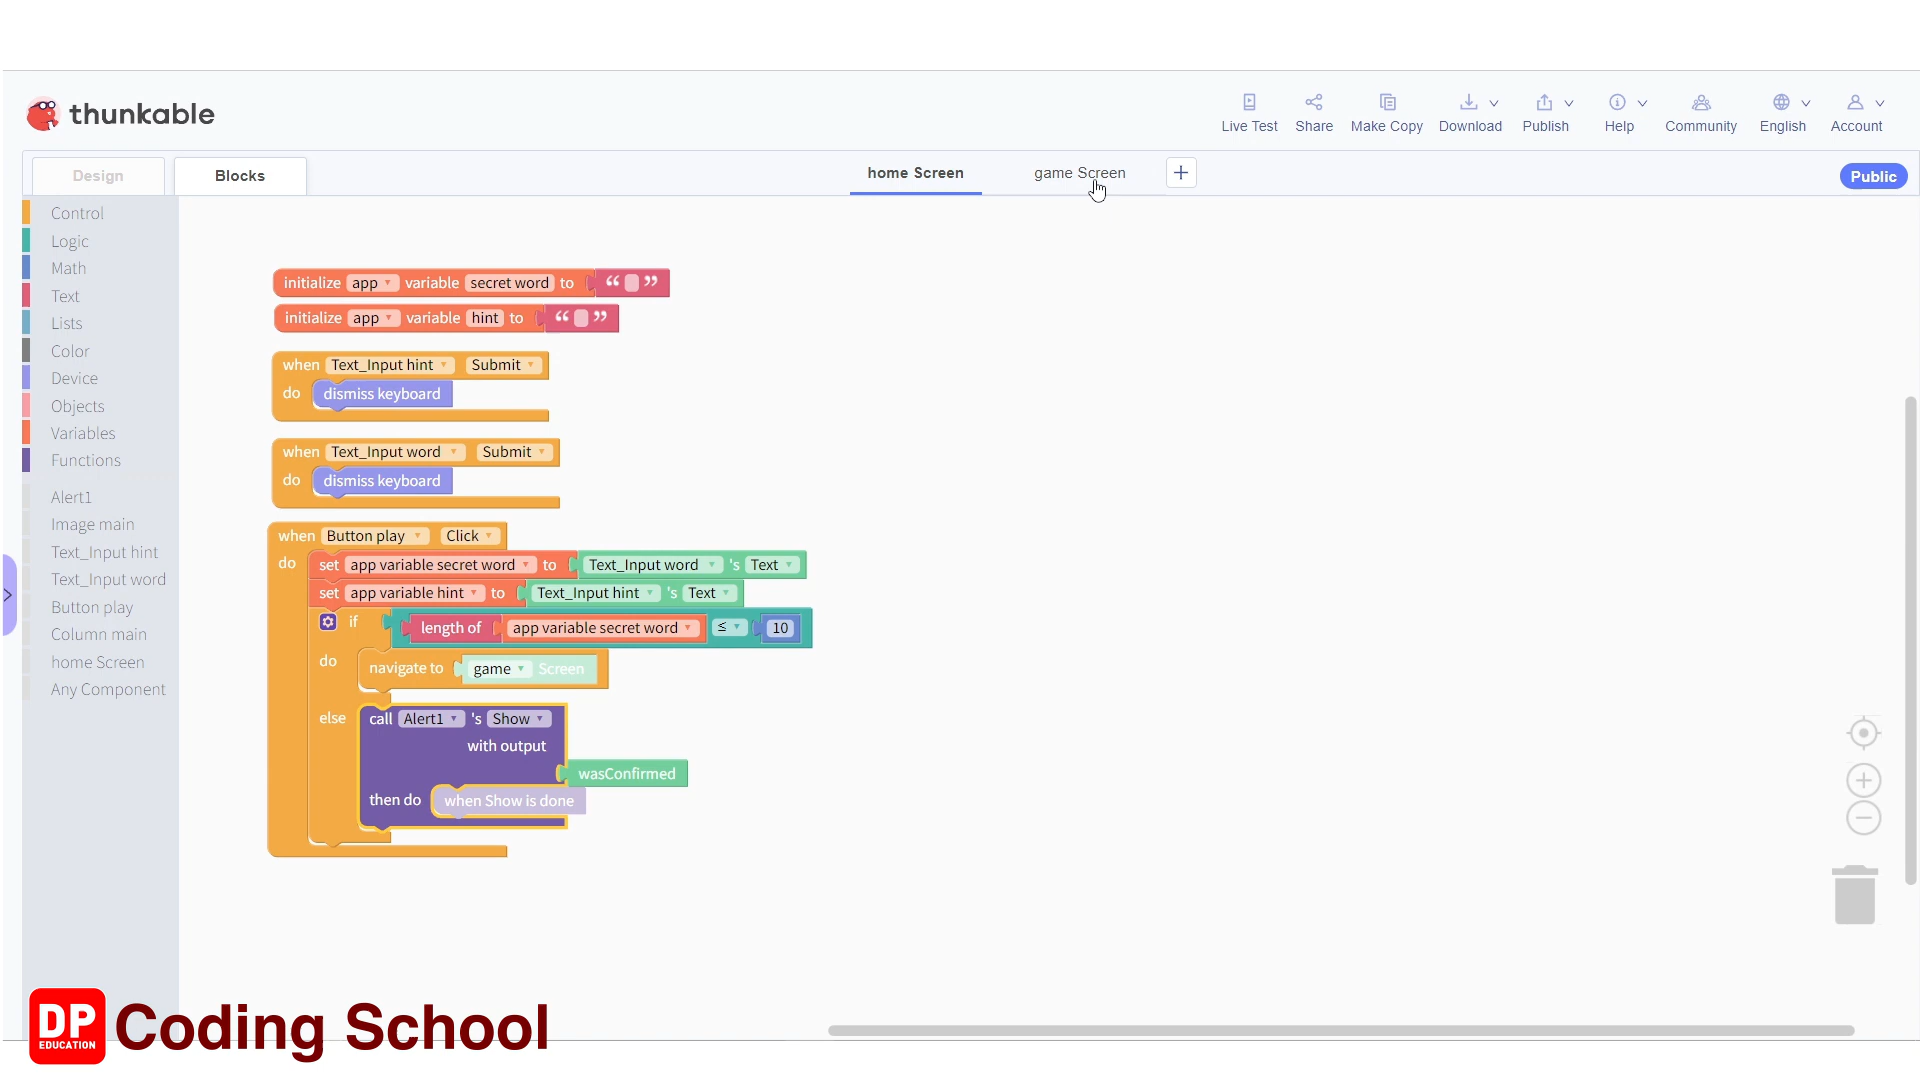 thunkable
Live Test
Share
Make Copy
Download
Publish
Help
Community
English
Account
Design
Blocks
home Screen
game Screen
+
Public
Control
Logic
Math
Text
Lists
Color
Device
Objects
Variables
Functions
Alert1
Image main
Text_Input hint
Text_Input word
Button play
Column main
home Screen
Any Component
initialize app variable secret word to “ ”
initialize app variable hint to “ ”
when Text_Input hint Submit
do dismiss keyboard
when Text_Input word Submit
do dismiss keyboard
when Button play Click
do set app variable secret word to Text_Input word 's Text
set app variable hint to Text_Input hint 's Text
if length of app variable secret word ≤ 10
do navigate to game Screen
else call Alert1 's Show
with output
wasConfirmed
then do when Show is done
DP
EDUCATION
Coding School